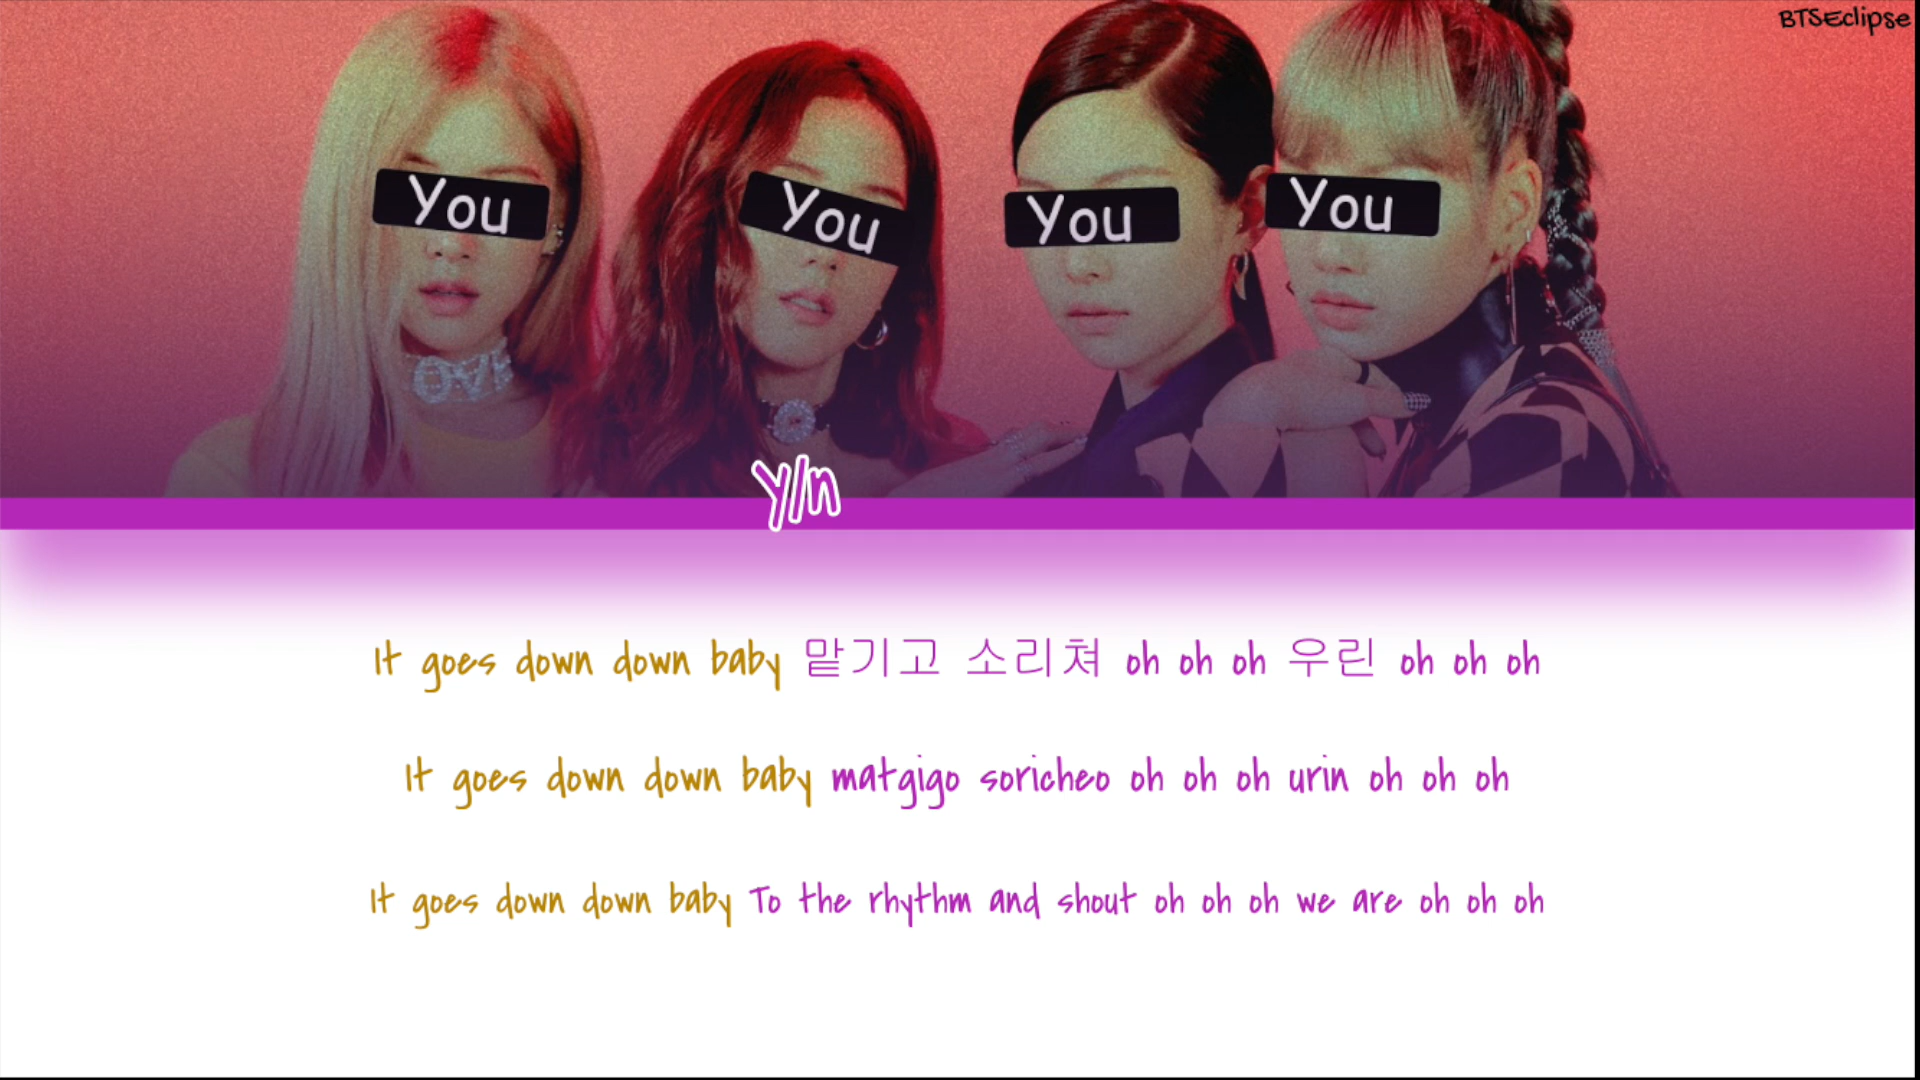 BTSEclipse
You
You
You
You
Y/n
It goes down down baby 맡기고 소리쳐 oh oh oh 우린 oh oh oh
It goes down down baby matgigo soricheo oh oh oh urin oh oh oh
It goes down down baby To the rhythm and shout oh oh oh we are oh oh oh